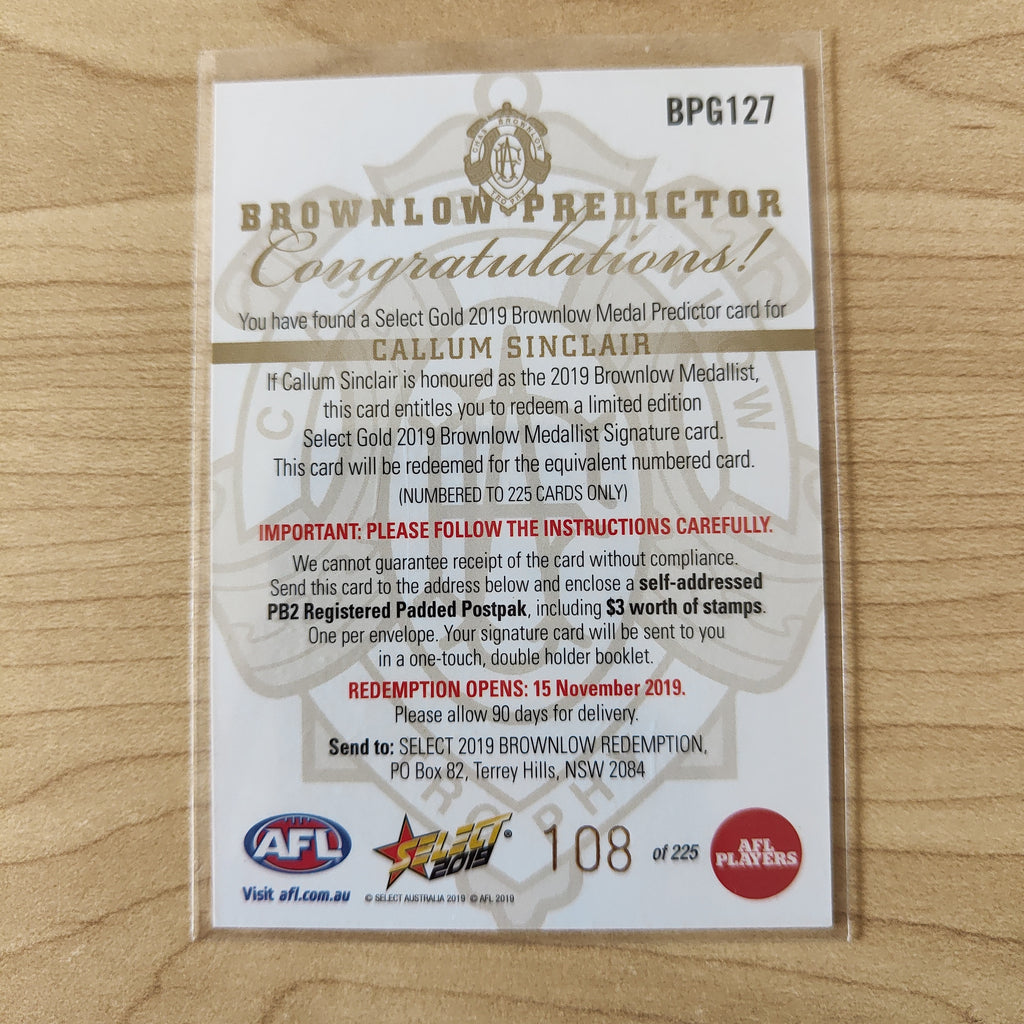 BPG127
CHAS BROWNLOW
TROPHY
BROWNLOW PREDICTOR
Congratulations!
You have found a Select Gold 2019 Brownlow Medal Predictor card for
CALLUM SINCLAIR
If Callum Sinclair is honoured as the 2019 Brownlow Medallist,
this card entitles you to redeem a limited edition
Select Gold 2019 Brownlow Medallist Signature card.
This card will be redeemed for the equivalent numbered card.
(NUMBERED TO 225 CARDS ONLY)
IMPORTANT: PLEASE FOLLOW THE INSTRUCTIONS CAREFULLY.
We cannot guarantee receipt of the card without compliance.
Send this card to the address below and enclose a self-addressed
PB2 Registered Padded Postpak, including $3 worth of stamps.
One per envelope. Your signature card will be sent to you
in a one-touch, double holder booklet.
REDEMPTION OPENS: 15 November 2019.
Please allow 90 days for delivery.
Send to: SELECT 2019 BROWNLOW REDEMPTION,
PO Box 82, Terrey Hills, NSW 2084
AFL
Visit afl.com.au
SELECT®
2019
© SELECT AUSTRALIA 2019 © AFL 2019
108 of 225
AFL
PLAYERS